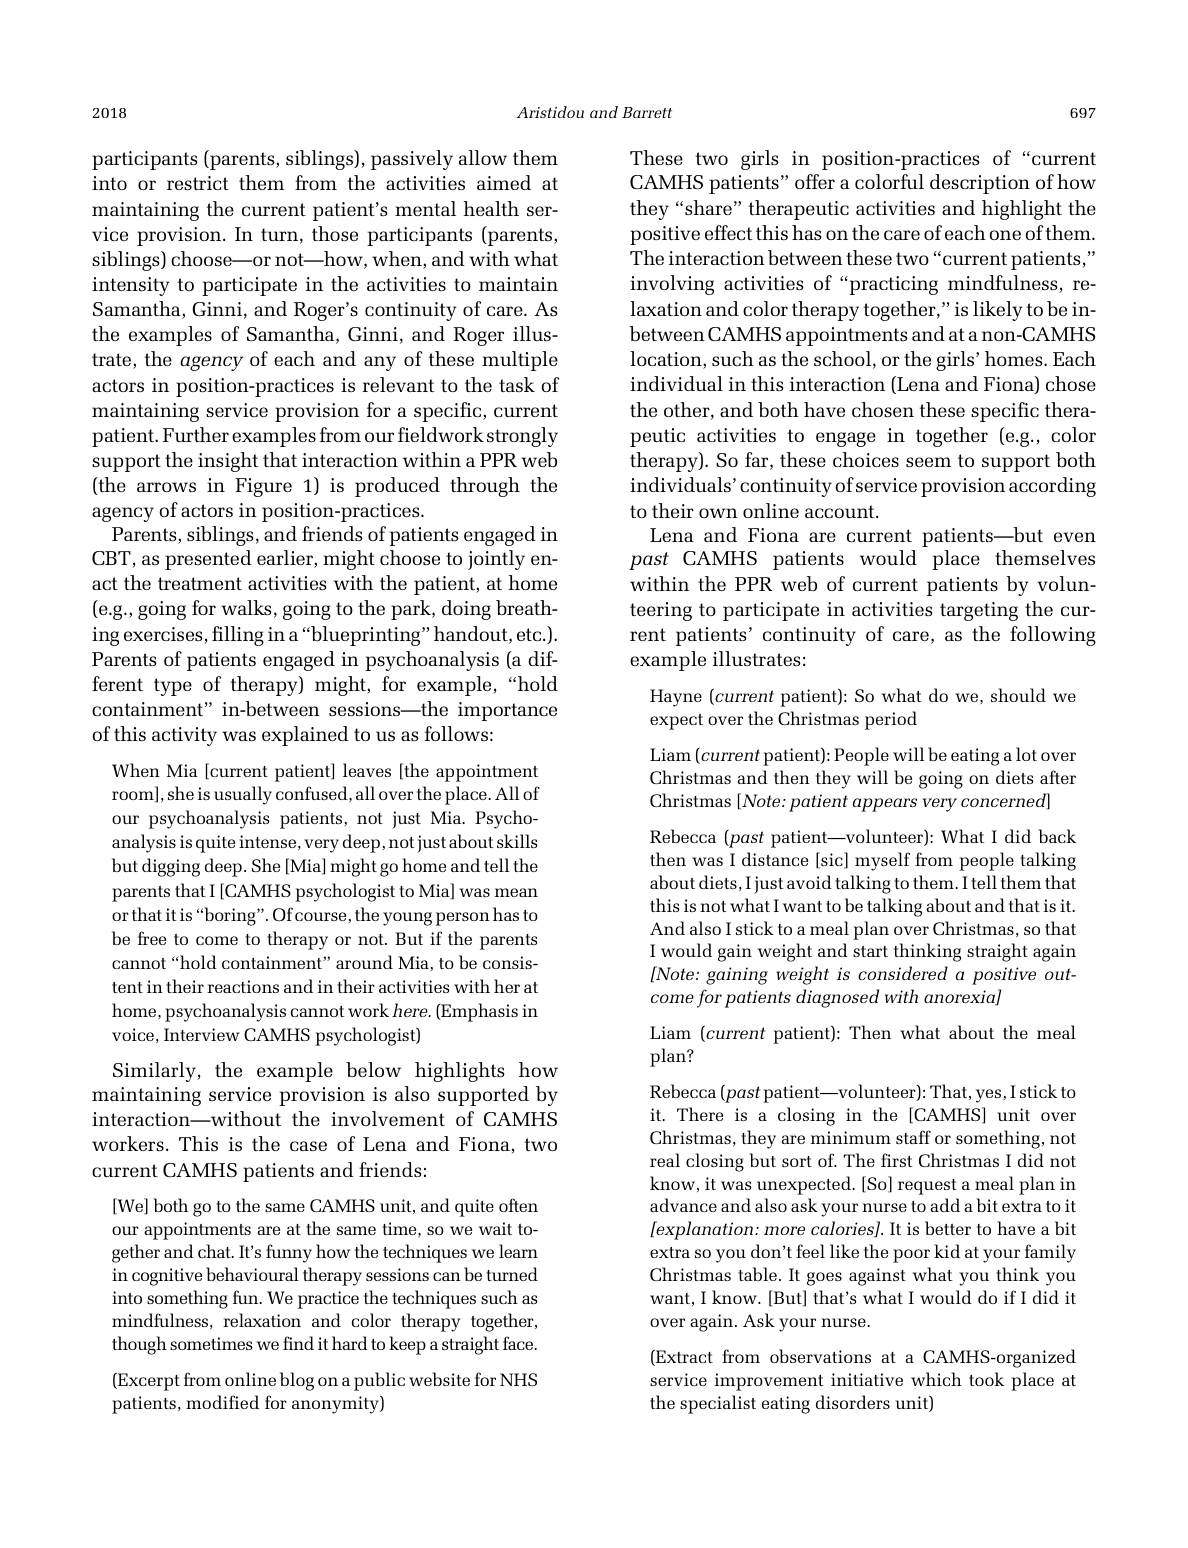 2018
Aristidou and Barrett
697
participants (parents, siblings), passively allow them
into or restrict them from the activities aimed at
maintaining the current patient's mental health ser-
vice provision. In turn, those participants (parents,
siblings) choose—or not—how, when, and with what
intensity to participate in the activities to maintain
Samantha, Ginni, and Roger's continuity of care. As
the examples of Samantha, Ginni, and Roger illus-
trate, the agency of each and any of these multiple
actors in position-practices is relevant to the task of
maintaining service provision for a specific, current
patient. Further examples from our fieldwork strongly
support the insight that interaction within a PPR web
(the arrows in Figure 1) is produced through the
agency of actors in position-practices.
Parents, siblings, and friends of patients engaged in
CBT, as presented earlier, might choose to jointly en-
act the treatment activities with the patient, at home
(e.g., going for walks, going to the park, doing breath-
ing exercises, filling in a “blueprinting” handout, etc.).
Parents of patients engaged in psychoanalysis (a dif-
ferent type of therapy) might, for example, “hold
containment” in-between sessions—the importance
of this activity was explained to us as follows:
When Mia [current patient] leaves [the appointment
room], she is usually confused, all over the place. All of
our psychoanalysis patients, not just Mia. Psycho-
analysis is quite intense, very deep, not just about skills
but digging deep. She [Mia] might go home and tell the
parents that I [CAMHS psychologist to Mia] was mean
or that it is “boring”. Of course, the young person has to
be free to come to therapy or not. But if the parents
cannot “hold containment” around Mia, to be consis-
tent in their reactions and in their activities with her at
home, psychoanalysis cannot work here. (Emphasis in
voice, Interview CAMHS psychologist)
Similarly, the example below highlights how
maintaining service provision is also supported by
interaction—without the involvement of CAMHS
workers. This is the case of Lena and Fiona, two
current CAMHS patients and friends:
[We] both go to the same CAMHS unit, and quite often
our appointments are at the same time, so we wait to-
gether and chat. It's funny how the techniques we learn
in cognitive behavioural therapy sessions can be turned
into something fun. We practice the techniques such as
mindfulness, relaxation and color therapy together,
though sometimes we find it hard to keep a straight face.
(Excerpt from online blog on a public website for NHS
patients, modified for anonymity)
These two girls in position-practices of “current
CAMHS patients” offer a colorful description of how
they “share” therapeutic activities and highlight the
positive effect this has on the care of each one of them.
The interaction between these two “current patients,”
involving activities of “practicing mindfulness, re-
laxation and color therapy together,” is likely to be in-
between CAMHS appointments and at a non-CAMHS
location, such as the school, or the girls' homes. Each
individual in this interaction (Lena and Fiona) chose
the other, and both have chosen these specific thera-
peutic activities to engage in together (e.g., color
therapy). So far, these choices seem to support both
individuals' continuity of service provision according
to their own online account.
Lena and Fiona are current patients—but even
past CAMHS patients would place themselves
within the PPR web of current patients by volun-
teering to participate in activities targeting the cur-
rent patients' continuity of care, as the following
example illustrates:
Hayne (current patient): So what do we, should we
expect over the Christmas period
Liam (current patient): People will be eating a lot over
Christmas and then they will be going on diets after
Christmas [Note: patient appears very concerned]
Rebecca (past patient—volunteer): What I did back
then was I distance [sic] myself from people talking
about diets, I just avoid talking to them. I tell them that
this is not what I want to be talking about and that is it.
And also I stick to a meal plan over Christmas, so that
I would gain weight and start thinking straight again
[Note: gaining weight is considered a positive out-
come for patients diagnosed with anorexia]
Liam (current patient): Then what about the meal
plan?
Rebecca (past patient—volunteer): That, yes, I stick to
it. There is a closing in the [CAMHS] unit over
Christmas, they are minimum staff or something, not
real closing but sort of. The first Christmas I did not
know, it was unexpected. [So] request a meal plan in
advance and also ask your nurse to add a bit extra to it
[explanation: more calories]. It is better to have a bit
extra so you don't feel like the poor kid at your family
Christmas table. It goes against what you think you
want, I know. [But] that's what I would do if I did it
over again. Ask your nurse.
(Extract from observations at a CAMHS-organized
service improvement initiative which took place at
the specialist eating disorders unit)